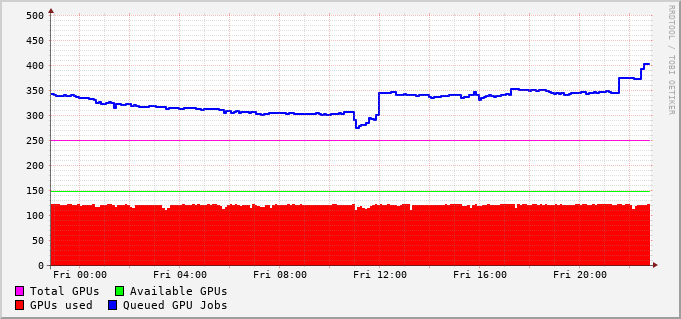 500
450
400
350
300
250
200
150
100
50
0
Fri 00:00 Fri 04:00 Fri 08:00 Fri 12:00 Fri 16:00 Fri 20:00
Total GPUs Available GPUs
GPUs used Queued GPU Jobs
RRDTOOL / TOBI OETIKER